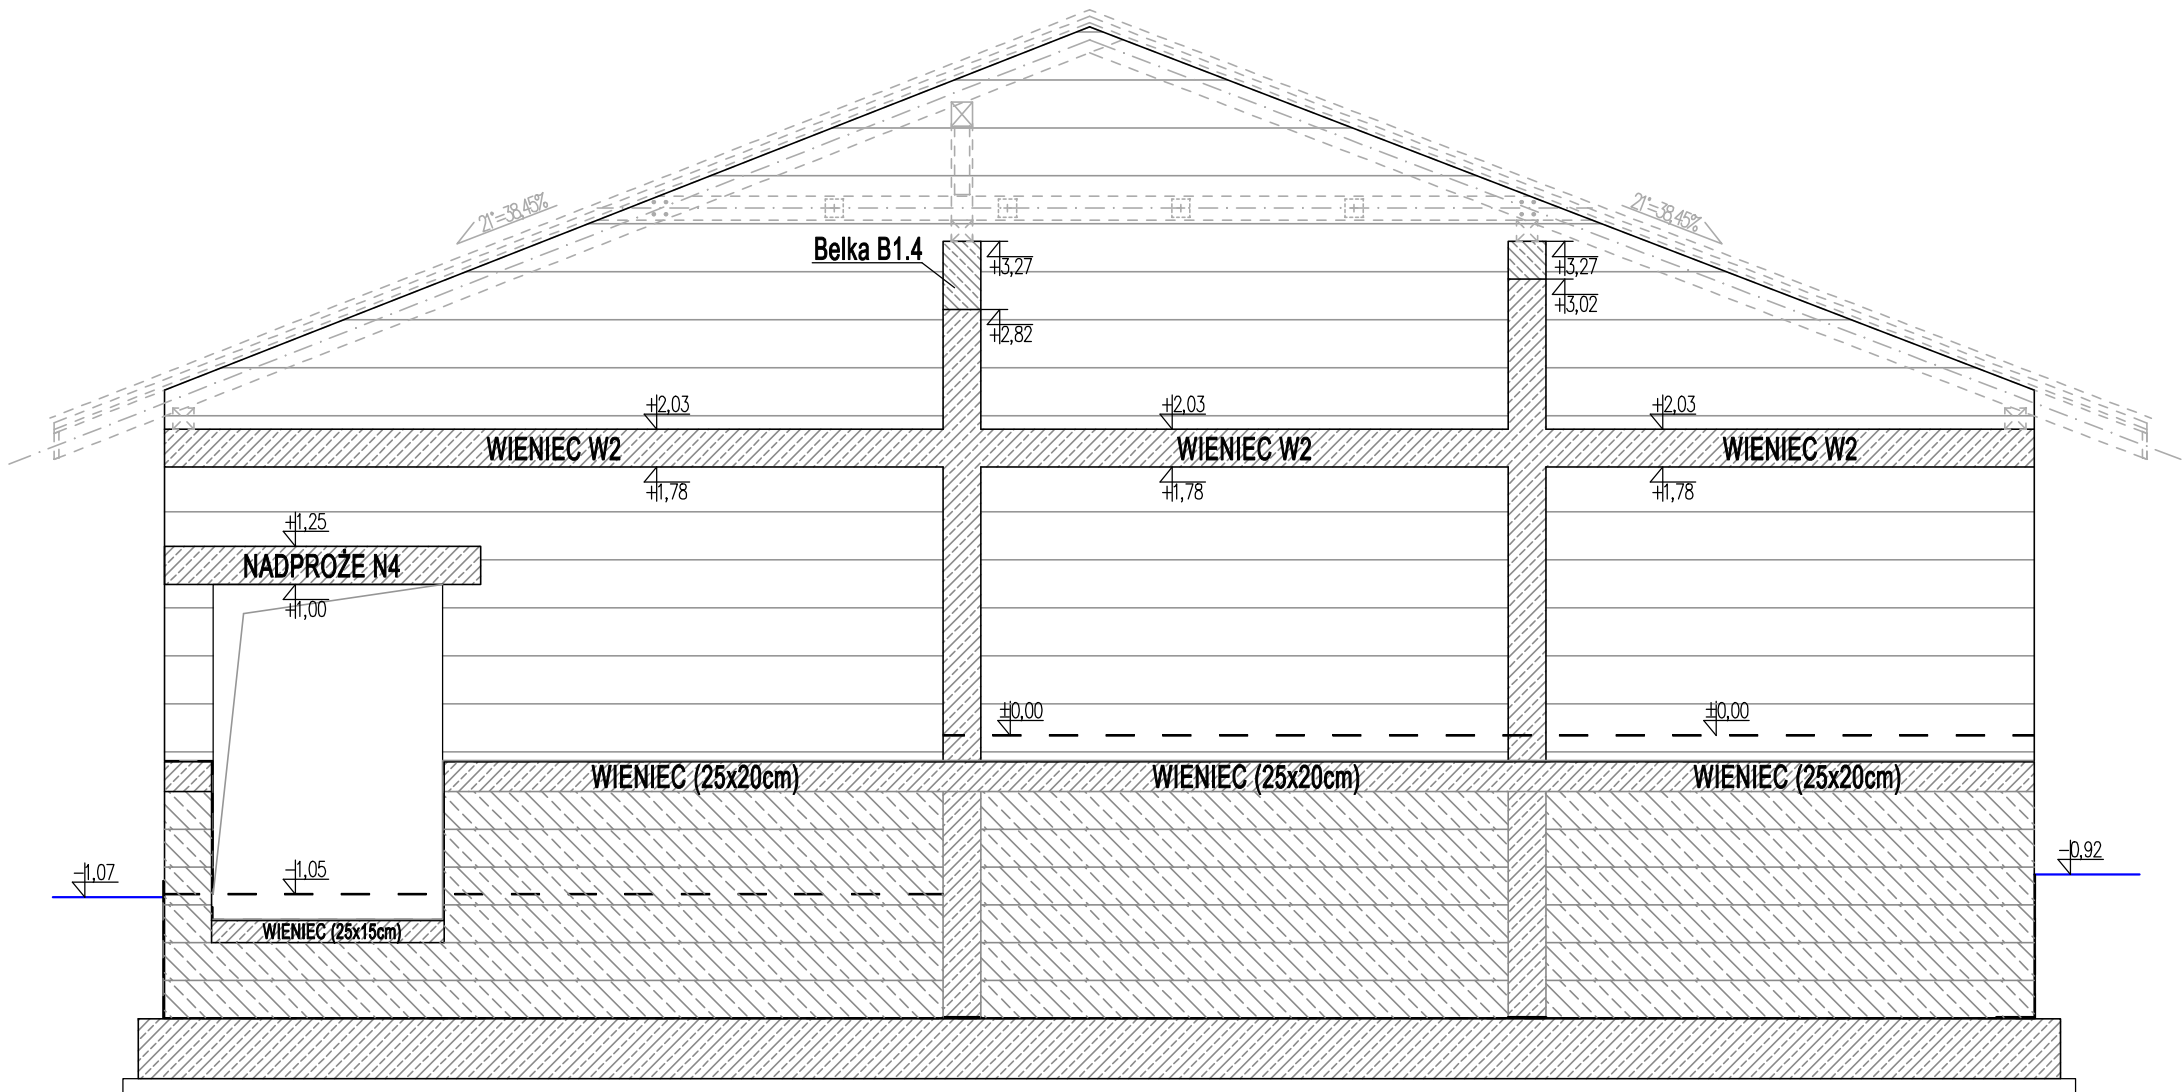 21°=38,45%
21°=38,45%
Belka B1.4
+3,27
+3,27
+3,02
+2,82
+2,03
+2,03
+2,03
WIENIEC W2
WIENIEC W2
WIENIEC W2
+1,78
+1,78
+1,78
+1,25
NADPROŻE N4
+1,00
±0,00
±0,00
WIENIEC (25x20cm)
WIENIEC (25x20cm)
WIENIEC (25x20cm)
-1,07
-1,05
-0,92
WIENIEC (25x15cm)